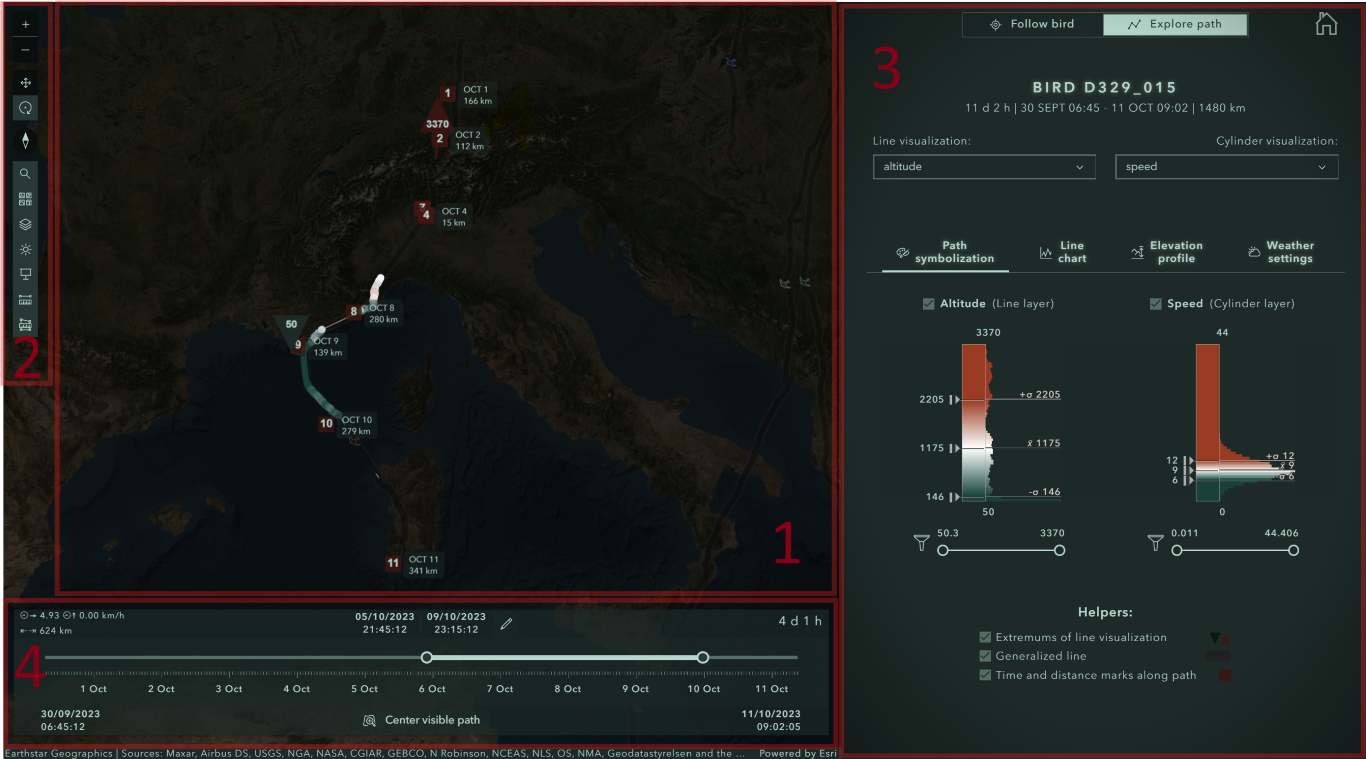 1
OCT 1
166 km
3370
2
OCT 2
112 km
4
OCT 4
15 km
8
OCT 8
280 km
50
9
OCT 9
139 km
10
OCT 10
279 km
11
OCT 11
341 km
1
2
4.93 0.00 km/h
624 km
05/10/2023
21:45:12
09/10/2023
23:15:12
4 d 1 h
4
1 Oct 2 Oct 3 Oct 4 Oct 5 Oct 6 Oct 7 Oct 8 Oct 9 Oct 10 Oct 11 Oct
30/09/2023
06:45:12
Center visible path
11/10/2023
09:02:05
Earthstar Geographics | Sources: Maxar, Airbus DS, USGS, NGA, NASA, CGIAR, GEBCO, N Robinson, NCEAS, NLS, OS, NMA, Geodatastyrelsen and the ... Powered by Esri
Follow bird Explore path
3
BIRD D329_015
11 d 2 h | 30 SEPT 06:45 - 11 OCT 09:02 | 1480 km
Line visualization: Cylinder visualization:
altitude speed
Path
symbolization
Line
chart
Elevation
profile
Weather
settings
Altitude (Line layer)
3370
2205 +σ 2205
1175 x̄ 1175
146 -σ 146
50
50.3 3370
Speed (Cylinder layer)
44
12 +σ 12
9 x̄ 9
6 -σ 6
0
0.011 44.406
Helpers:
Extremums of line visualization
Generalized line
Time and distance marks along path